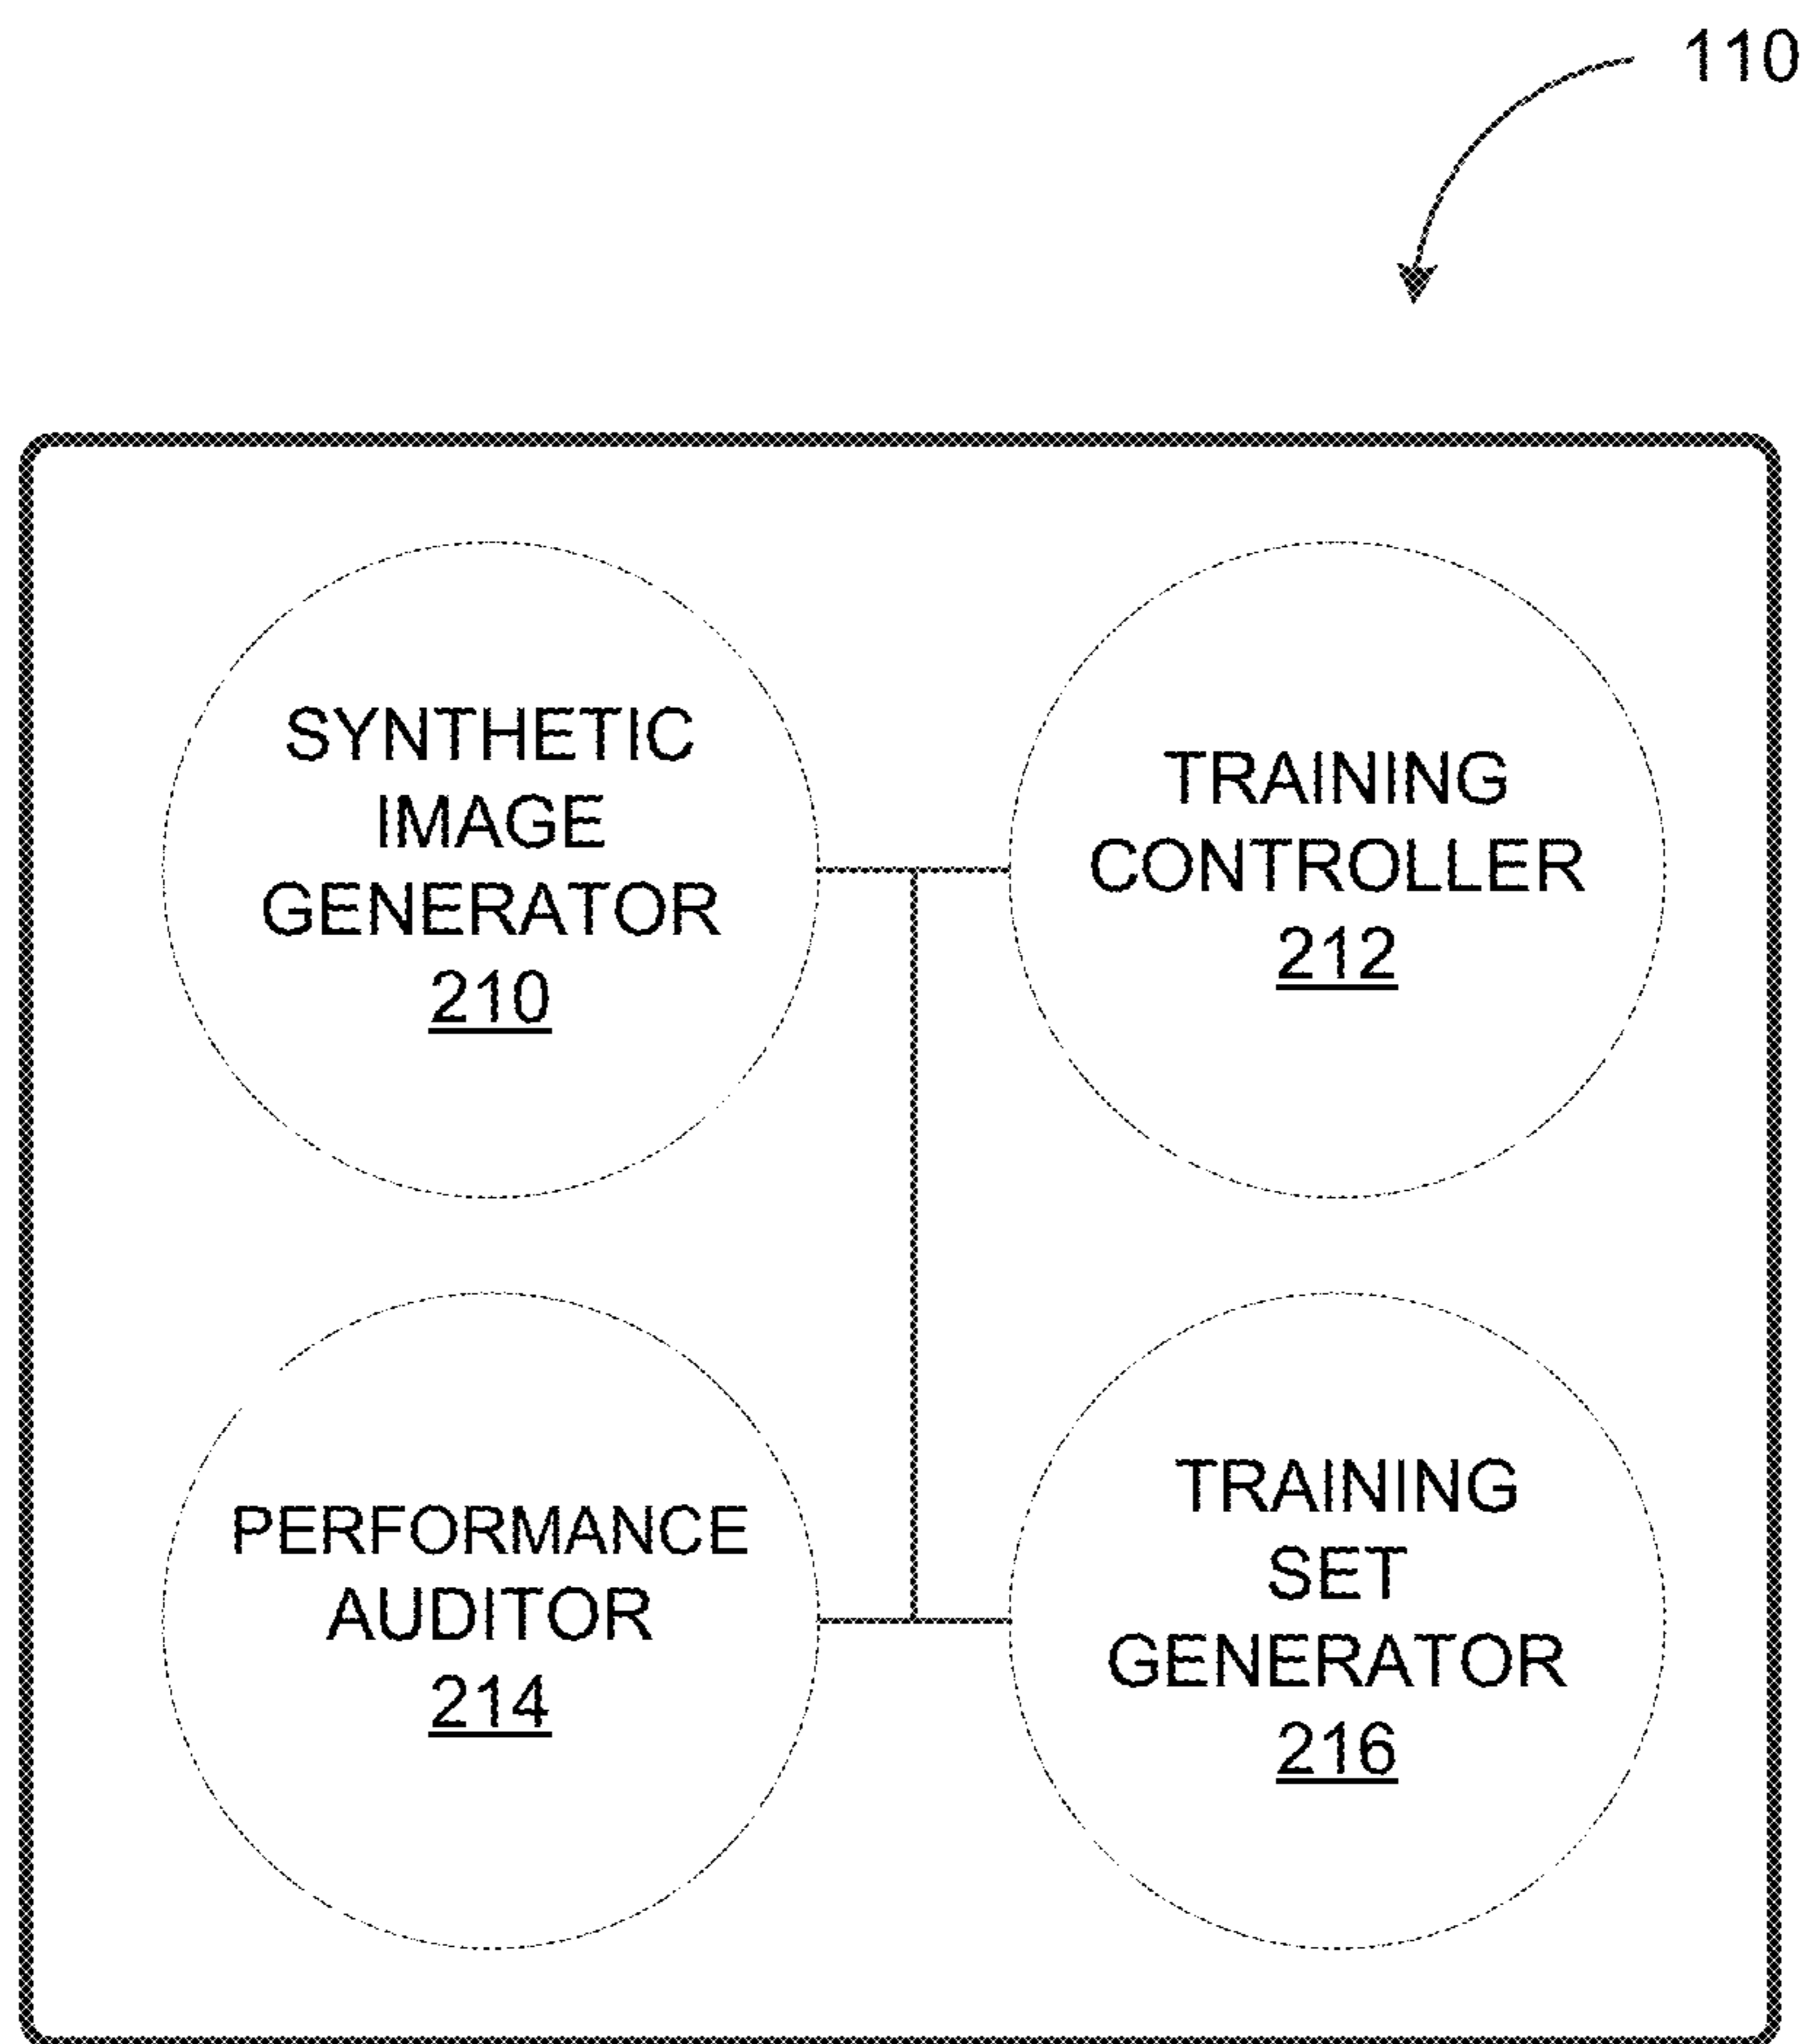 110
SYNTHETIC
IMAGE
GENERATOR
210
TRAINING
CONTROLLER
212
PERFORMANCE
AUDITOR
214
TRAINING
SET
GENERATOR
216